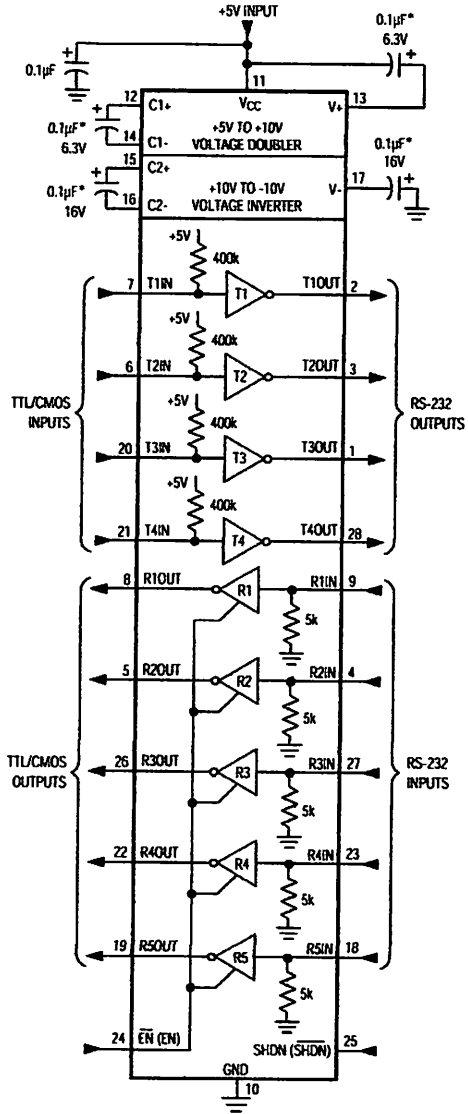 +5V INPUT
0.1µF
0.1µF*
6.3V
11
12 C1+ VCC V+ 13
0.1µF*
6.3V
+5V TO +10V
VOLTAGE DOUBLER
14 C1-
15 C2+
0.1µF*
16V
+10V TO -10V
VOLTAGE INVERTER
16 C2-
V- 17
0.1µF*
16V
+5V
400k
7 T1IN T1 T1OUT 2
+5V
400k
6 T2IN T2 T2OUT 3
TTL/CMOS
INPUTS
RS-232
OUTPUTS
+5V
400k
20 T3IN T3 T3OUT 1
+5V
400k
21 T4IN T4 T4OUT 28
8 R1OUT R1 R1IN 9
5k
5 R2OUT R2 R2IN 4
5k
TTL/CMOS
OUTPUTS
RS-232
INPUTS
26 R3OUT R3 R3IN 27
5k
22 R4OUT R4 R4IN 23
5k
19 R5OUT R5 R5IN 18
5k
24 E̅N̅ (EN) SHDN (S̅H̅D̅N̅) 25
GND
10